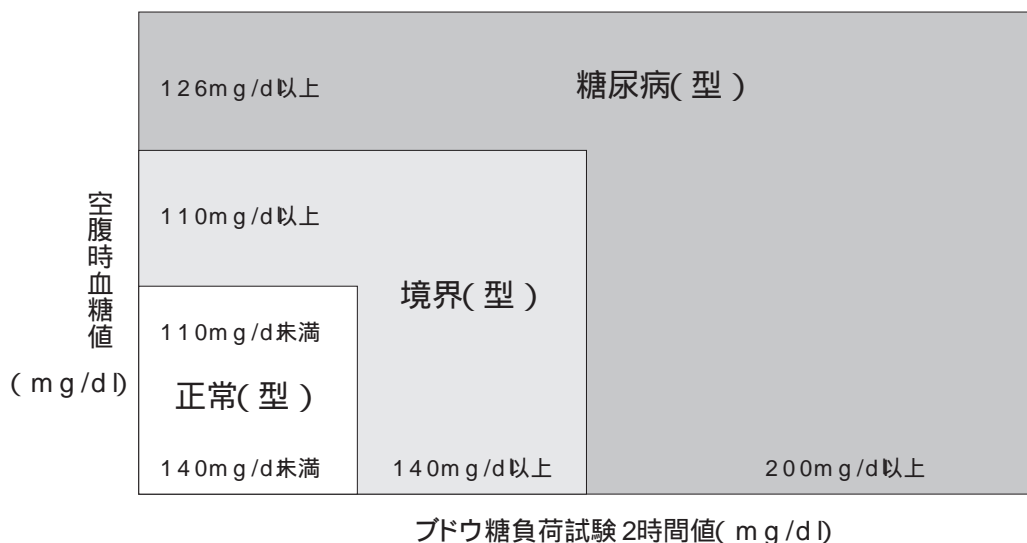 126mg/dl以上
糖尿病(型)
110mg/dl以上
境界(型)
空腹時血糖値
(mg/dl)
110mg/dl未満
正常(型)
140mg/dl未満
140mg/dl以上
200mg/dl以上
ブドウ糖負荷試験2時間値(mg/dl)